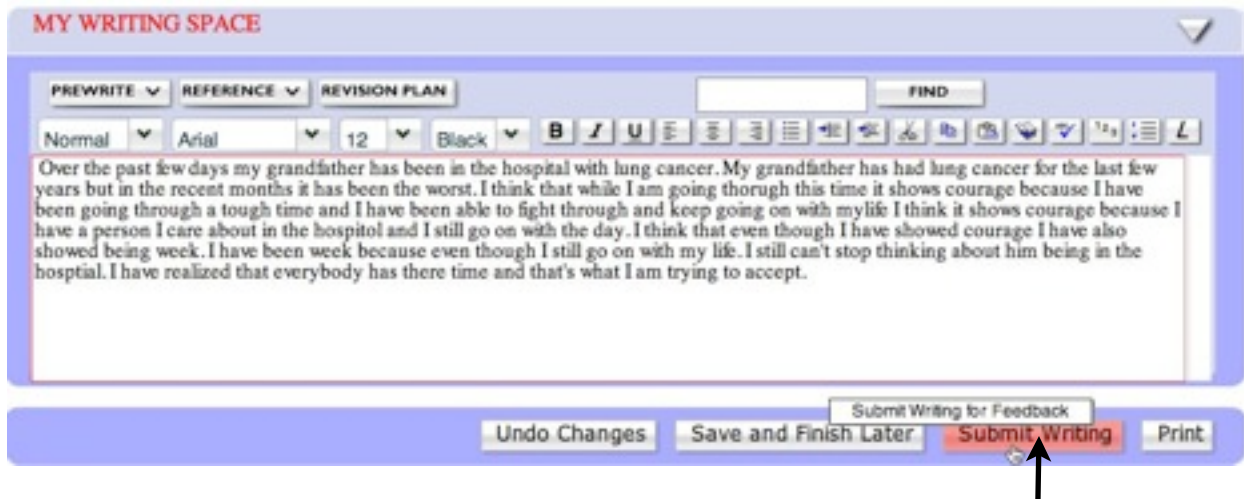 MY WRITING SPACE
PREWRITE REFERENCE REVISION PLAN FIND
Normal Arial 12 Black B I U L
Over the past few days my grandfather has been in the hospital with lung cancer. My grandfather has had lung cancer for the last few
years but in the recent months it has been the worst. I think that while I am going thorugh this time it shows courage because I have
been going through a tough time and I have been able to fight through and keep going on with mylife I think it shows courage because I
have a person I care about in the hospitol and I still go on with the day. I think that even though I have showed courage I have also
showed being week. I have been week because even though I still go on with my life. I still can't stop thinking about him being in the
hosptial. I have realized that everybody has there time and that's what I am trying to accept.
Submit Writing for Feedback
Undo Changes Save and Finish Later Submit Writing Print